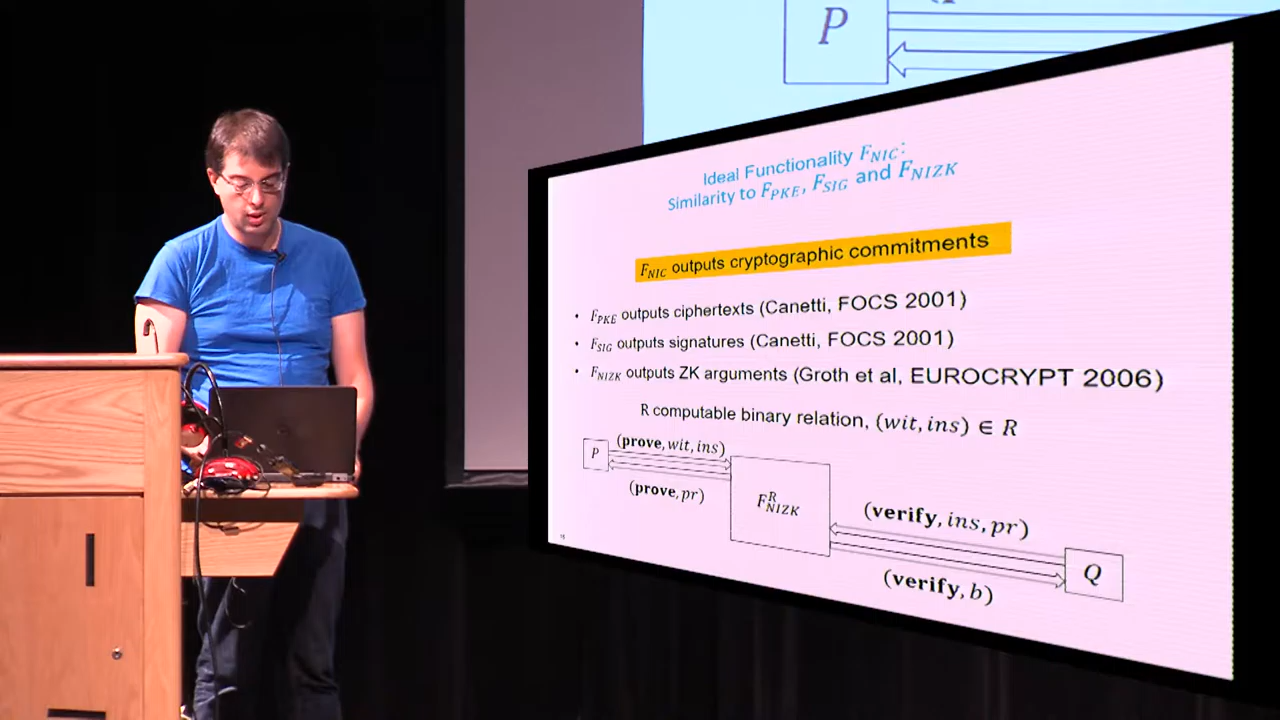 P
Ideal Functionality F_NIC:
Similarity to F_PKE, F_SIG and F_NIZK
F_NIC outputs cryptographic commitments
• F_PKE outputs ciphertexts (Canetti, FOCS 2001)
• F_SIG outputs signatures (Canetti, FOCS 2001)
• F_NIZK outputs ZK arguments (Groth et al, EUROCRYPT 2006)
R computable binary relation, (wit, ins) ∈ R
P
(prove, wit, ins)
(prove, pr)
F^R_NIZK
(verify, ins, pr)
(verify, b)
Q